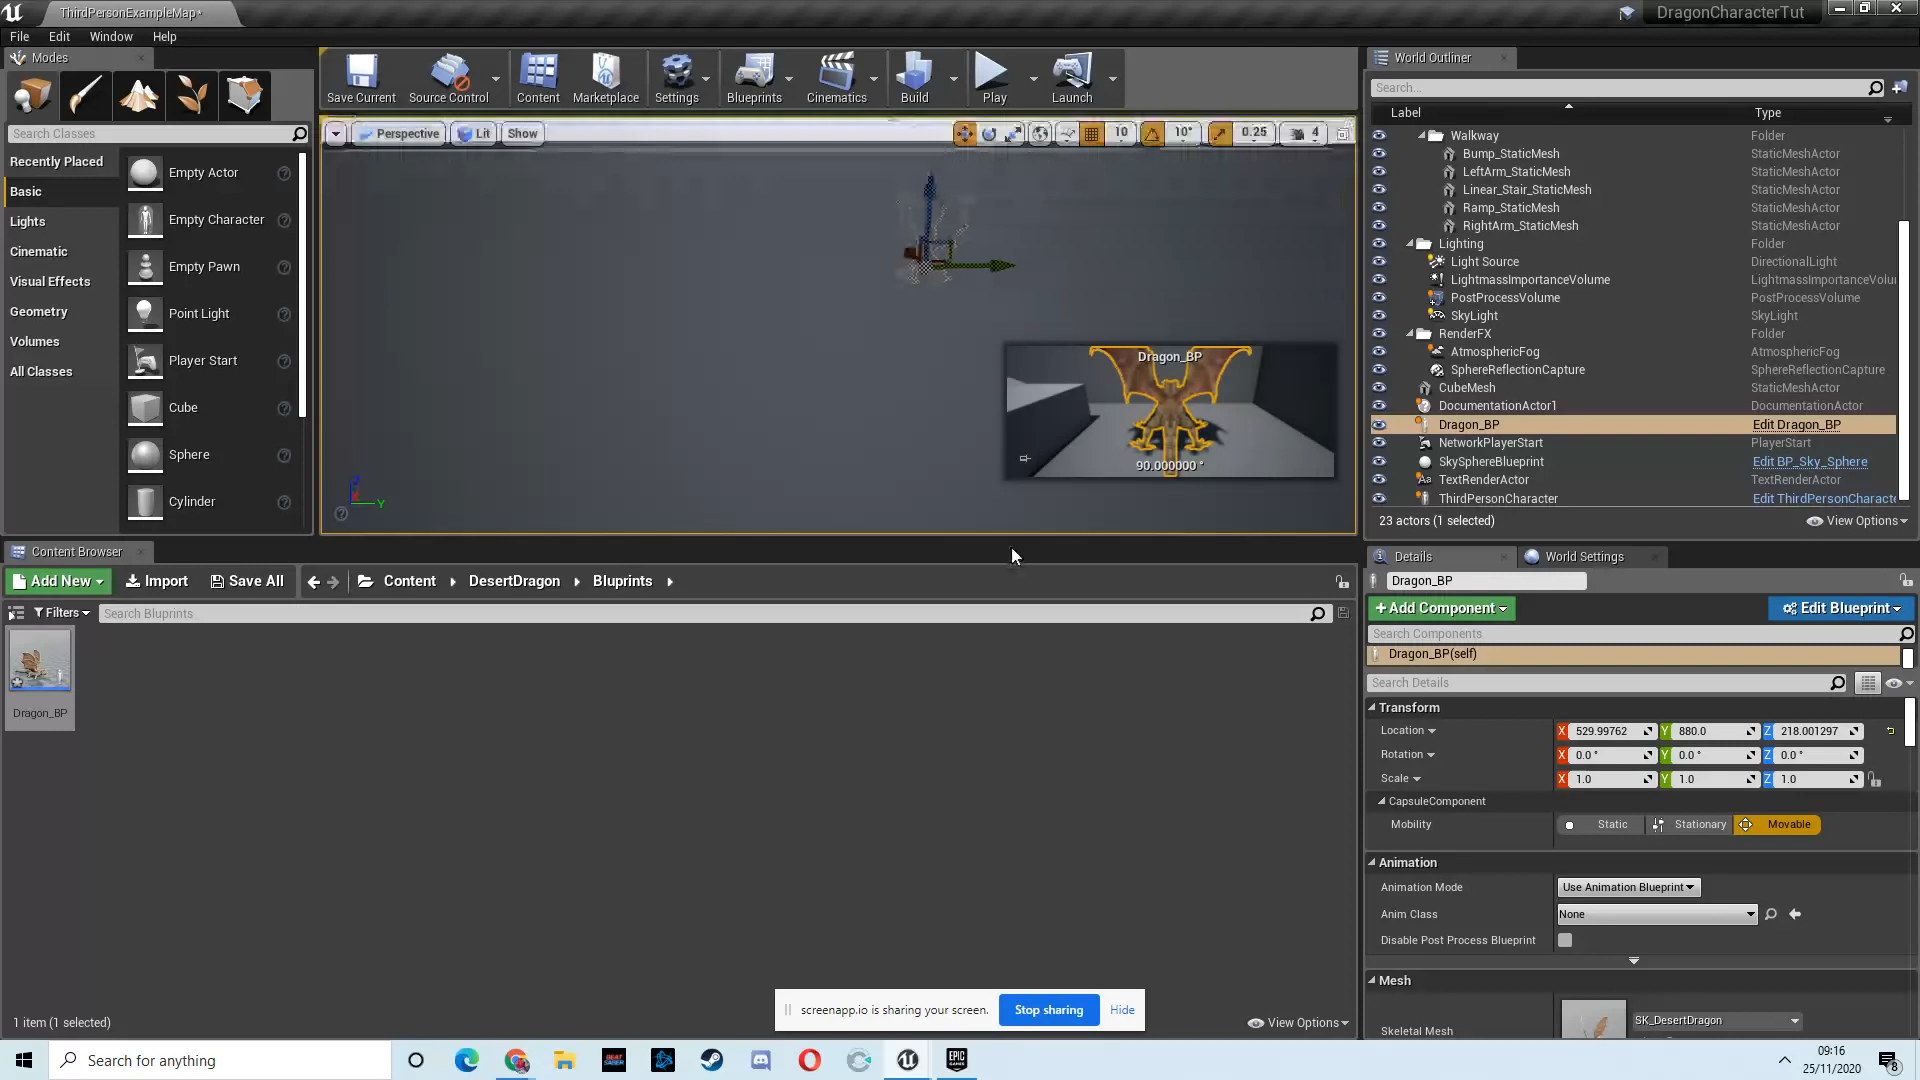 ThirdPersonExampleMap*
DragonCharacterTut
File Edit Window Help
Modes
Search Classes
Recently Placed
Basic
Lights
Cinematic
Visual Effects
Geometry
Volumes
All Classes
Empty Actor
Empty Character
Empty Pawn
Point Light
Player Start
Cube
Sphere
Cylinder
Save Current
Source Control
Content
Marketplace
Settings
Blueprints
Cinematics
Build
Play
Launch
Perspective
Lit
Show
10
10°
0.25
4
Dragon_BP
90.000000 °
Y
World Outliner
Search...
Label Type
Walkway Folder
Bump_StaticMesh StaticMeshActor
LeftArm_StaticMesh StaticMeshActor
Linear_Stair_StaticMesh StaticMeshActor
Ramp_StaticMesh StaticMeshActor
RightArm_StaticMesh StaticMeshActor
Lighting Folder
Light Source DirectionalLight
LightmassImportanceVolume LightmassImportanceVolu
PostProcessVolume PostProcessVolume
SkyLight SkyLight
RenderFX Folder
AtmosphericFog AtmosphericFog
SphereReflectionCapture SphereReflectionCapture
CubeMesh StaticMeshActor
DocumentationActor1 DocumentationActor
Dragon_BP Edit Dragon_BP
NetworkPlayerStart PlayerStart
SkySphereBlueprint Edit BP_Sky_Sphere
TextRenderActor TextRenderActor
ThirdPersonCharacter Edit ThirdPersonCharacte
23 actors (1 selected)
View Options
Content Browser
Add New
Import
Save All
Content
DesertDragon
Bluprints
Filters
Search Bluprints
Dragon_BP
1 item (1 selected)
View Options
Details
World Settings
Dragon_BP
+Add Component
Edit Blueprint
Search Components
Dragon_BP(self)
Search Details
Transform
Location X 529.99762 Y 880.0 Z 218.001297
Rotation X 0.0 ° Y 0.0 ° Z 0.0 °
Scale X 1.0 Y 1.0 Z 1.0
CapsuleComponent
Mobility Static Stationary Movable
Animation
Animation Mode Use Animation Blueprint
Anim Class None
Disable Post Process Blueprint
Mesh
Skeletal Mesh SK_DesertDragon
screenapp.io is sharing your screen.
Stop sharing
Hide
Search for anything
BEAT SABER
EPIC GAMES
09:16
25/11/2020
8